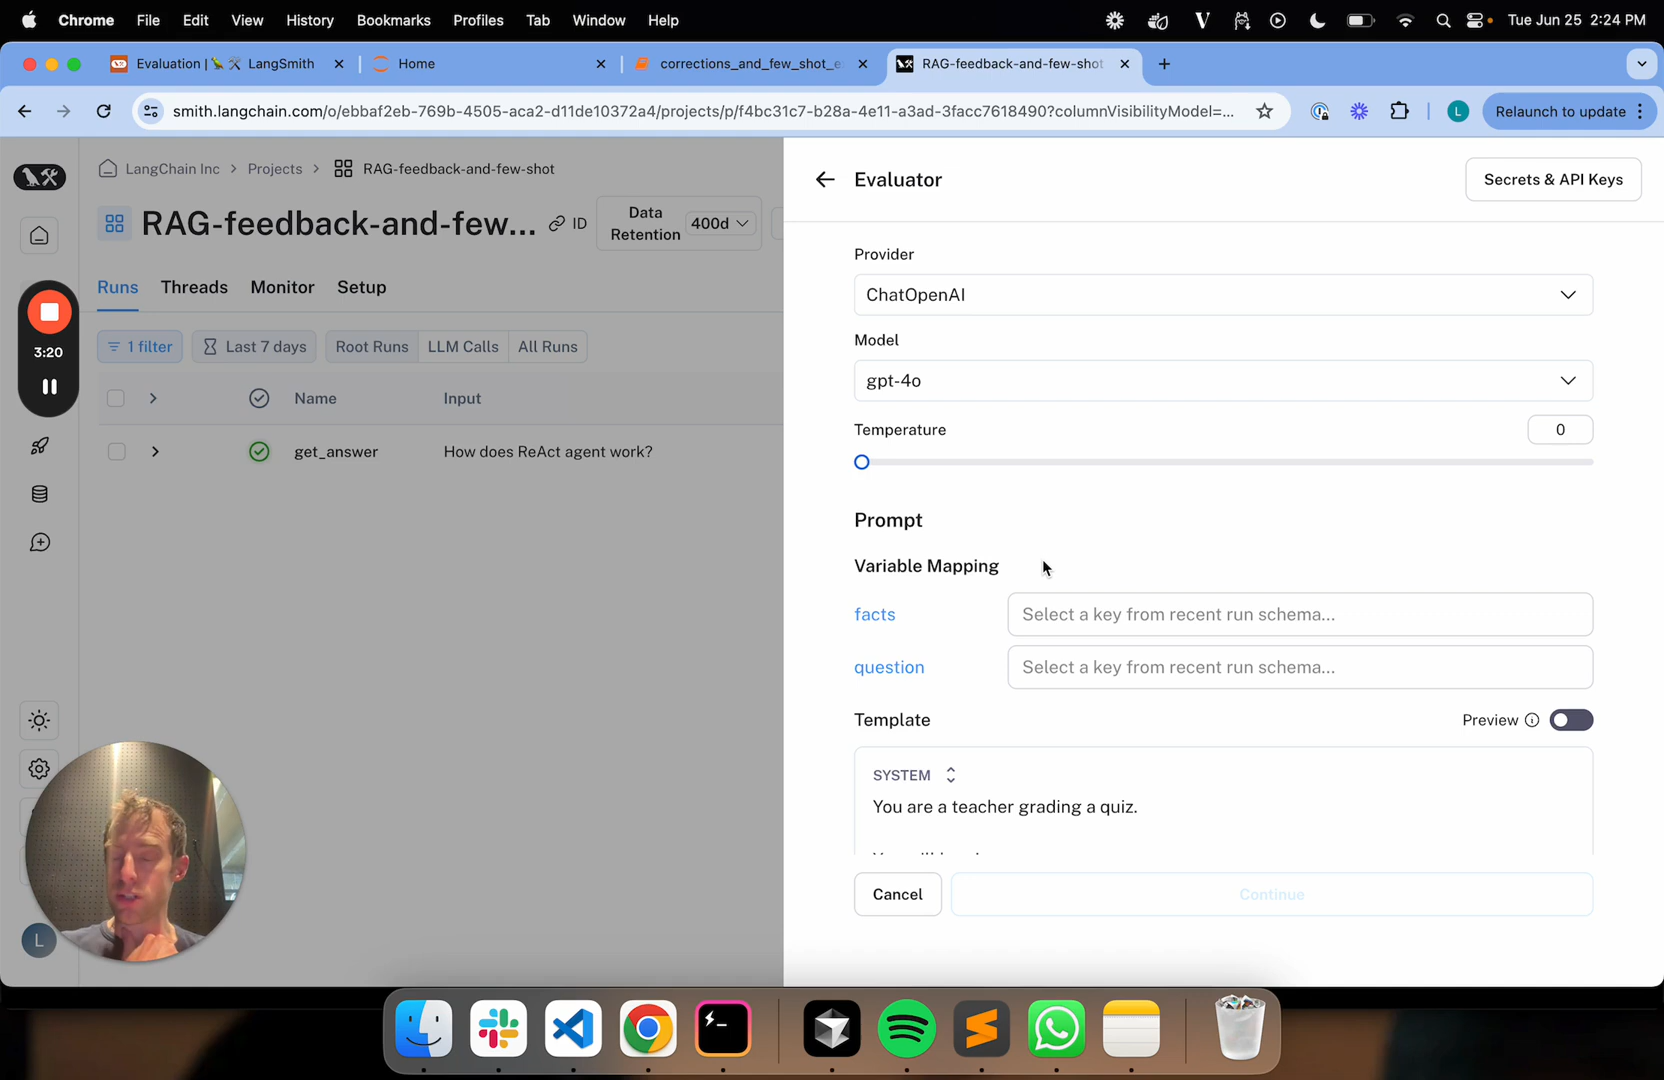 Chrome File Edit View History Bookmarks Profiles Tab Window Help
V
Tue Jun 25 2:24 PM
Evaluation | LangSmith
Home
corrections_and_few_shot_e
RAG-feedback-and-few-shot
smith.langchain.com/o/ebbaf2eb-769b-4505-aca2-d11de10372a4/projects/p/f4bc31c7-b28a-4e11-a3ad-3facc7618490?columnVisibilityModel=...
L
Relaunch to update
LangChain Inc > Projects > RAG-feedback-and-few-shot
RAG-feedback-and-few...
ID
Data Retention 400d
Runs Threads Monitor Setup
3:20
1 filter
Last 7 days
Root Runs LLM Calls All Runs
Name Input
get_answer How does ReAct agent work?
L
Evaluator
Secrets & API Keys
Provider
ChatOpenAI
Model
gpt-4o
Temperature
0
Prompt
Variable Mapping
facts
Select a key from recent run schema...
question
Select a key from recent run schema...
Template
Preview
SYSTEM
You are a teacher grading a quiz.
Cancel
Continue